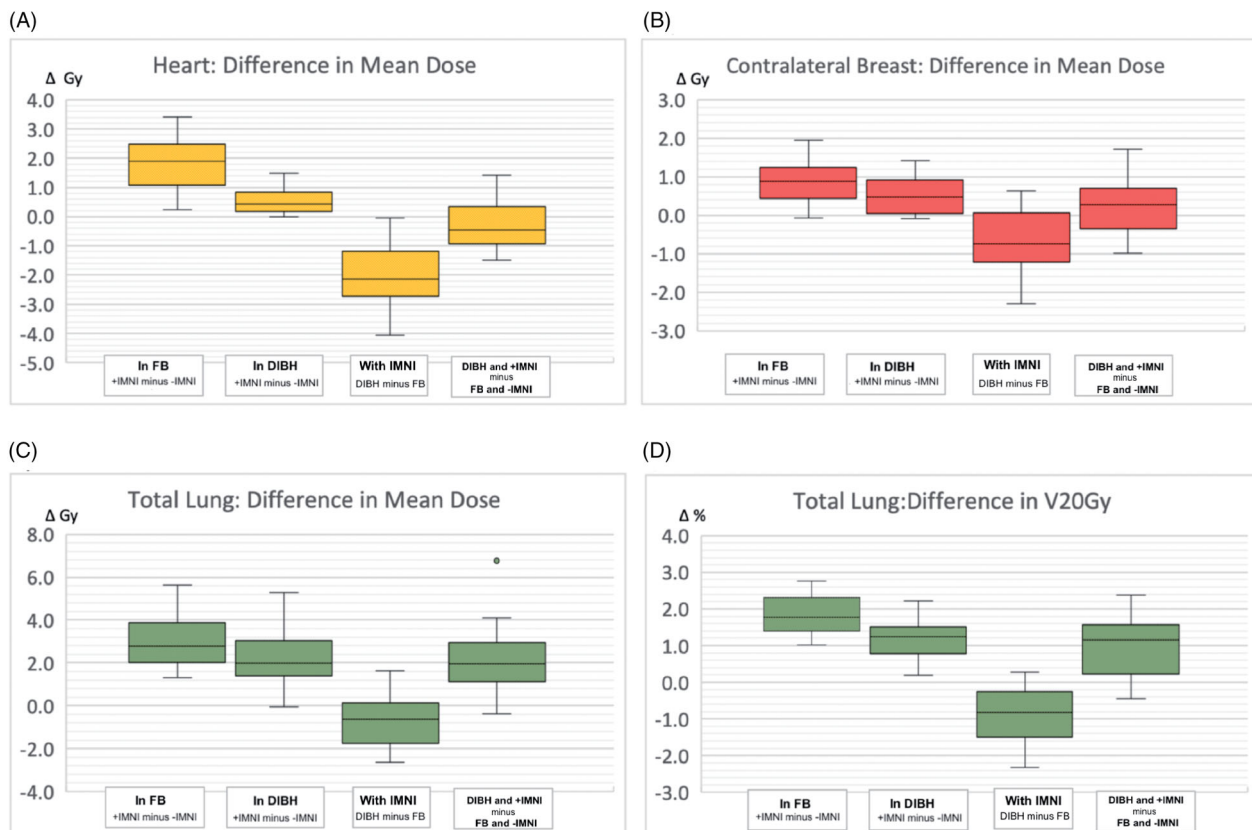 (A)
Heart: Difference in Mean Dose
Δ Gy
4.0
3.0
2.0
1.0
0.0
-1.0
-2.0
-3.0
-4.0
-5.0
In FB
+IMNI minus -IMNI
In DIBH
+IMNI minus -IMNI
With IMNI
DIBH minus FB
DIBH and +IMNI
minus
FB and -IMNI
(B)
Contralateral Breast: Difference in Mean Dose
Δ Gy
3.0
2.0
1.0
0.0
-1.0
-2.0
-3.0
In FB
+IMNI minus -IMNI
In DIBH
+IMNI minus -IMNI
With IMNI
DIBH minus FB
DIBH and +IMNI
minus
FB and -IMNI
(C)
Total Lung: Difference in Mean Dose
Δ Gy
8.0
6.0
4.0
2.0
0.0
-2.0
-4.0
In FB
+IMNI minus -IMNI
In DIBH
+IMNI minus -IMNI
With IMNI
DIBH minus FB
DIBH and +IMNI
minus
FB and -IMNI
(D)
Total Lung:Difference in V20Gy
Δ %
4.0
3.0
2.0
1.0
0.0
-1.0
-2.0
-3.0
In FB
+IMNI minus -IMNI
In DIBH
+IMNI minus -IMNI
With IMNI
DIBH minus FB
DIBH and +IMNI
minus
FB and -IMNI